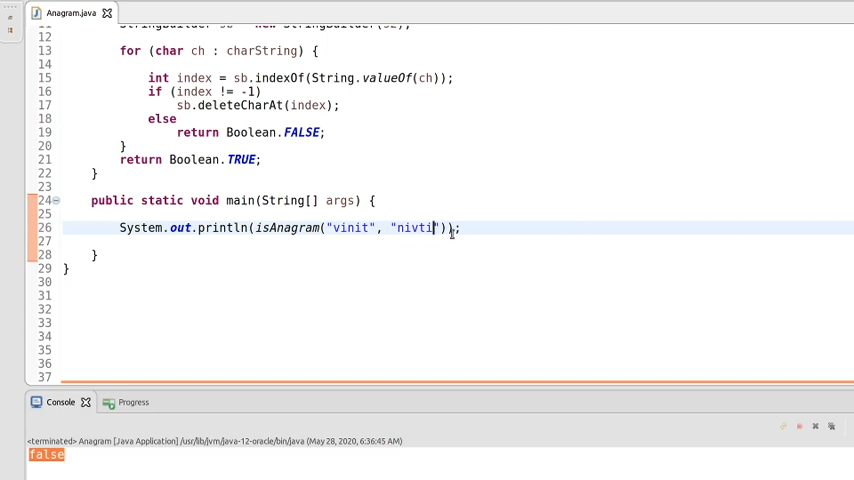 Anagram.java
12
13 for (char ch : charString) {
14
15 int index = sb.indexOf(String.valueOf(ch));
16 if (index != -1)
17 sb.deleteCharAt(index);
18 else
19 return Boolean.FALSE;
20 }
21 return Boolean.TRUE;
22 }
23
24 public static void main(String[] args) {
25
26 System.out.println(isAnagram("vinit", "nivti"));
27
28 }
29 }
30
31
32
33
34
35
36
37
Console Progress
<terminated> Anagram [Java Application] /usr/lib/jvm/java-12-oracle/bin/java (May 28, 2020, 6:36:45 AM)
false